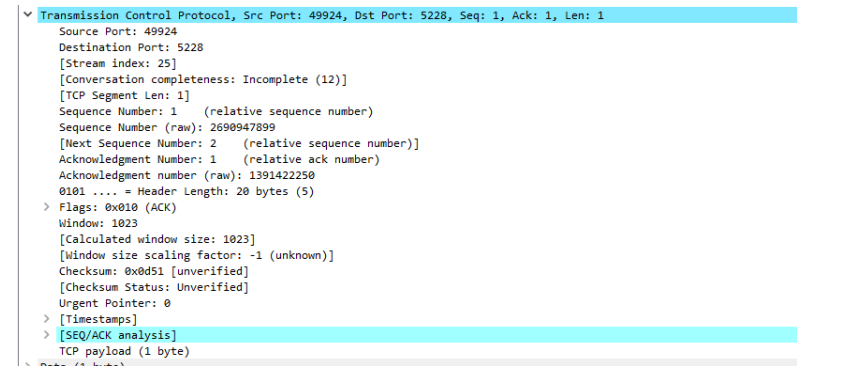 Transmission Control Protocol, Src Port: 49924, Dst Port: 5228, Seq: 1, Ack: 1, Len: 1
Source Port: 49924
Destination Port: 5228
[Stream index: 25]
[Conversation completeness: Incomplete (12)]
[TCP Segment Len: 1]
Sequence Number: 1    (relative sequence number)
Sequence Number (raw): 2690947899
[Next Sequence Number: 2    (relative sequence number)]
Acknowledgment Number: 1    (relative ack number)
Acknowledgment number (raw): 1391422250
0101 .... = Header Length: 20 bytes (5)
Flags: 0x010 (ACK)
Window: 1023
[Calculated window size: 1023]
[Window size scaling factor: -1 (unknown)]
Checksum: 0x0d51 [unverified]
[Checksum Status: Unverified]
Urgent Pointer: 0
[Timestamps]
[SEQ/ACK analysis]
TCP payload (1 byte)
Data (1 byte)